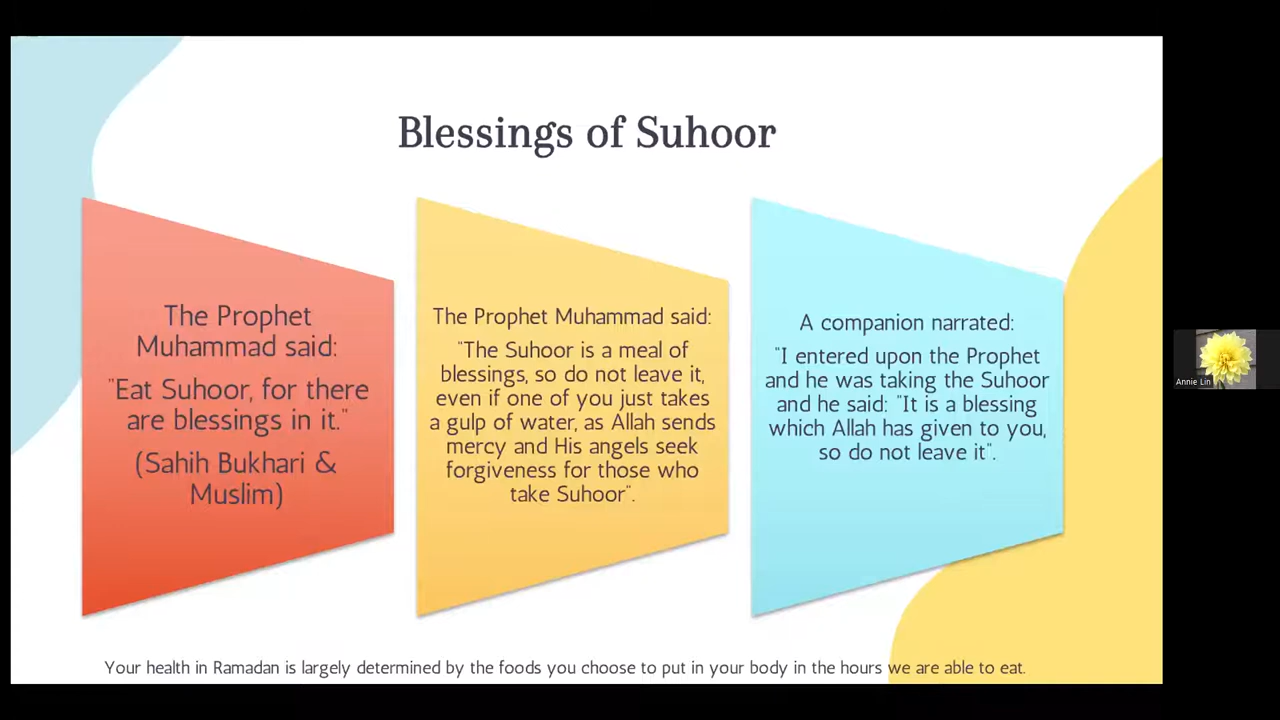 Blessings of Suhoor
The Prophet
Muhammad said:
"Eat Suhoor, for there
are blessings in it."
(Sahih Bukhari &
Muslim)
The Prophet Muhammad said:
"The Suhoor is a meal of
blessings, so do not leave it,
even if one of you just takes
a gulp of water, as Allah sends
mercy and His angels seek
forgiveness for those who
take Suhoor".
A companion narrated:
"I entered upon the Prophet
and he was taking the Suhoor
and he said: "It is a blessing
which Allah has given to you,
so do not leave it".
Your health in Ramadan is largely determined by the foods you choose to put in your body in the hours we are able to eat.
Annie Lin